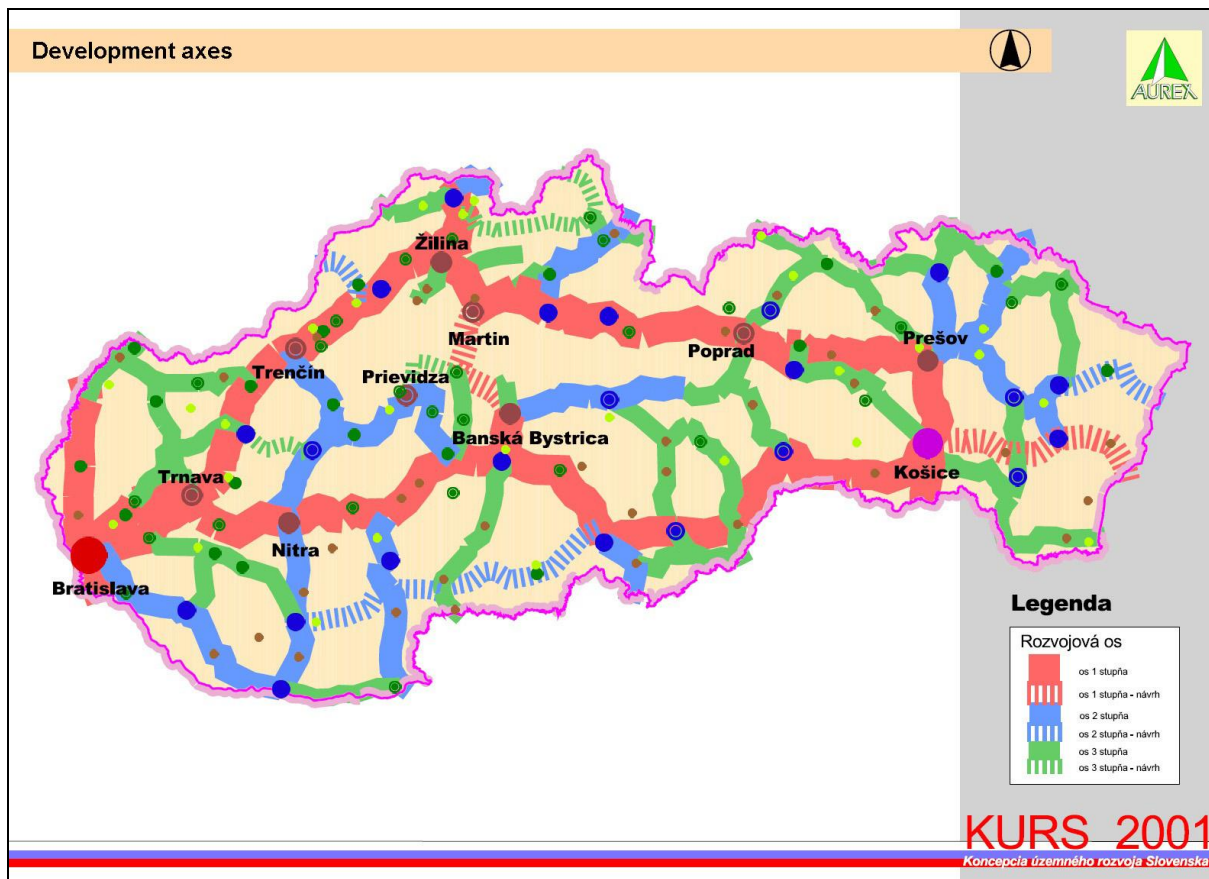 Development axes
AUREX
Žilina
Martin
Poprad
Prešov
Trenčín
Prievidza
Banská Bystrica
Košice
Trnava
Nitra
Bratislava
Legenda
Rozvojová os
os 1 stupňa
os 1 stupňa - návrh
os 2 stupňa
os 2 stupňa - návrh
os 3 stupňa
os 3 stupňa - návrh
KURS 2001
Koncepcia územného rozvoja Slovenska